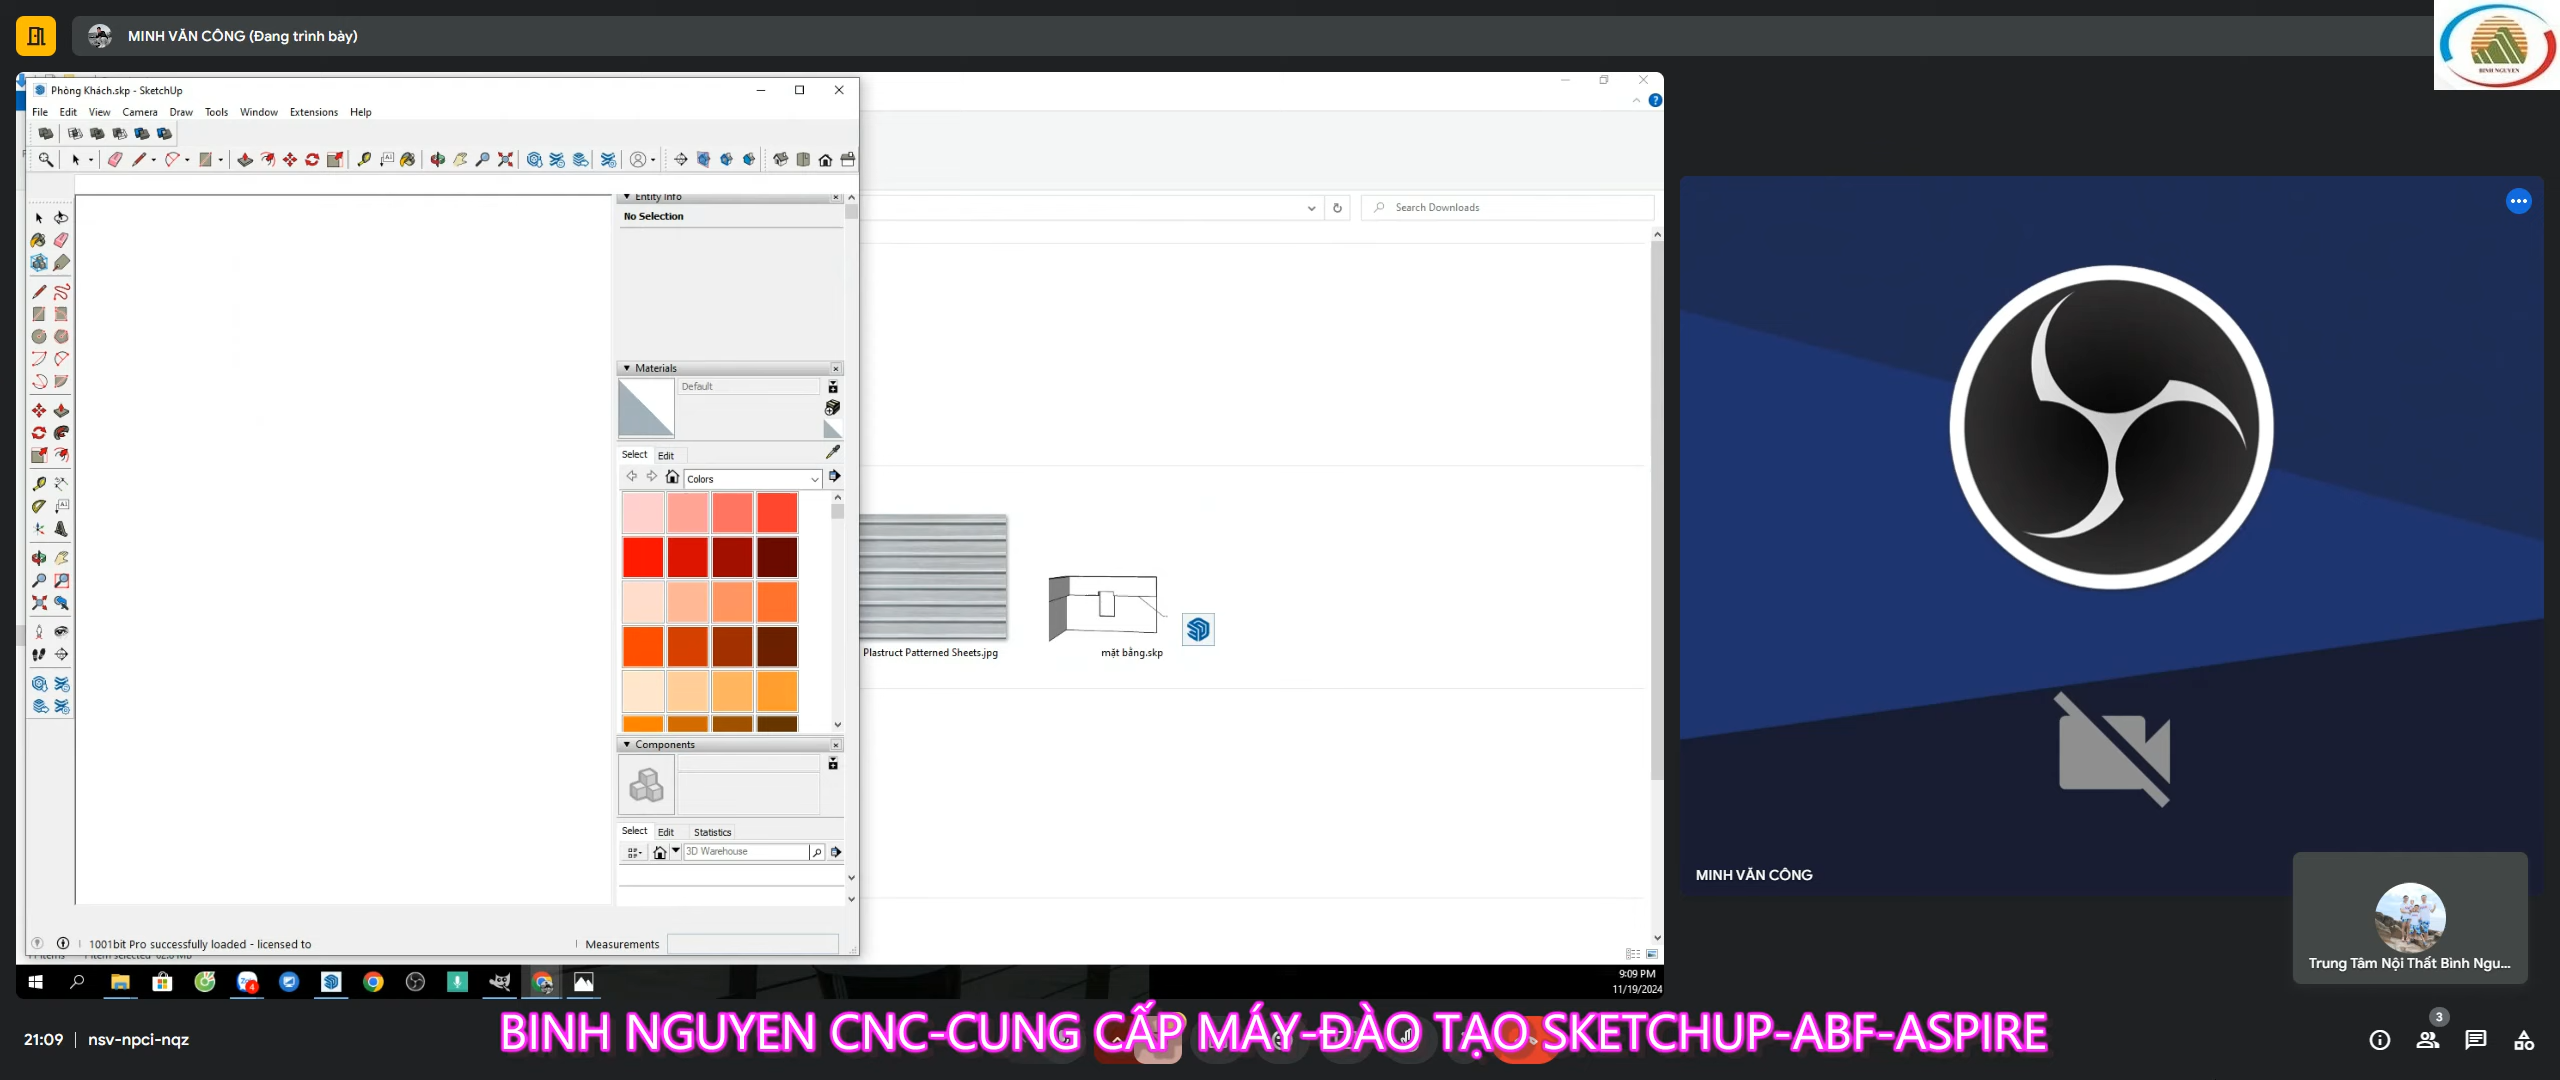 MINH VĂN CÔNG (Đang trình bày)
BINH NGUYEN
Phòng Khách.skp - SketchUp
File Edit View Camera Draw Tools Window Extensions Help
Entity Info
No Selection
Search Downloads
Materials
Default
Select Edit
Colors
Plastruct Patterned Sheets.jpg
mặt bằng.skp
Components
Select Edit Statistics
3D Warehouse
1001bit Pro successfully loaded - licensed to
Measurements
MINH VĂN CÔNG
Trung Tâm Nội Thất Bình Ngu...
4
9:09 PM
11/19/2024
21:09 | nsv-npci-nqz
BINH NGUYEN CNC-CUNG CẤP MÁY-ĐÀO TẠO SKETCHUP-ABF-ASPIRE
3